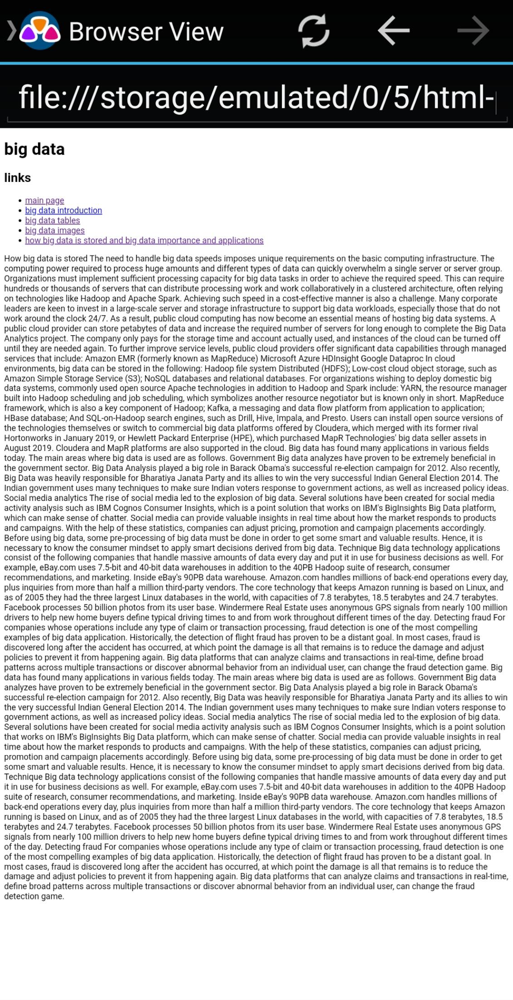 Browser View
file:///storage/emulated/0/5/html-
big data
links
• main page
• big data introduction
• big data tables
• big data images
• how big data is stored and big data importance and applications
How big data is stored The need to handle big data speeds imposes unique requirements on the basic computing infrastructure. The
computing power required to process huge amounts and different types of data can quickly overwhelm a single server or server group.
Organizations must implement sufficient processing capacity for big data tasks in order to achieve the required speed. This can require
hundreds or thousands of servers that can distribute processing work and work collaboratively in a clustered architecture, often relying
on technologies like Hadoop and Apache Spark. Achieving such speed in a cost-effective manner is also a challenge. Many corporate
leaders are keen to invest in a large-scale server and storage infrastructure to support big data workloads, especially those that do not
work around the clock 24/7. As a result, public cloud computing has now become an essential means of hosting big data systems. A
public cloud provider can store petabytes of data and increase the required number of servers for long enough to complete the Big Data
Analytics project. The company only pays for the storage time and account actually used, and instances of the cloud can be turned off
until they are needed again. To further improve service levels, public cloud providers offer significant data capabilities through managed
services that include: Amazon EMR (formerly known as MapReduce) Microsoft Azure HDInsight Google Dataproc In cloud
environments, big data can be stored in the following: Hadoop file system Distributed (HDFS); Low-cost cloud object storage, such as
Amazon Simple Storage Service (S3); NoSQL databases and relational databases. For organizations wishing to deploy domestic big
data systems, commonly used open source Apache technologies in addition to Hadoop and Spark include: YARN, the resource manager
built into Hadoop scheduling and job scheduling, which symbolizes another resource negotiator but is known only in short. MapReduce
framework, which is also a key component of Hadoop; Kafka, a messaging and data flow platform from application to application;
HBase database; And SQL-on-Hadoop search engines, such as Drill, Hive, Impala, and Presto. Users can install open source versions of
the technologies themselves or switch to commercial big data platforms offered by Cloudera, which merged with its former rival
Hortonworks in January 2019, or Hewlett Packard Enterprise (HPE), which purchased MapR Technologies' big data seller assets in
August 2019. Cloudera and MapR platforms are also supported in the cloud. Big data has found many applications in various fields
today. The main areas where big data is used are as follows. Government Big data analyzes have proven to be extremely beneficial in
the government sector. Big Data Analysis played a big role in Barack Obama's successful re-election campaign for 2012. Also recently,
Big Data was heavily responsible for Bharatiya Janata Party and its allies to win the very successful Indian General Election 2014. The
Indian government uses many techniques to make sure Indian voters response to government actions, as well as increased policy ideas.
Social media analytics The rise of social media led to the explosion of big data. Several solutions have been created for social media
activity analysis such as IBM Cognos Consumer Insights, which is a point solution that works on IBM's BigInsights Big Data platform,
which can make sense of chatter. Social media can provide valuable insights in real time about how the market responds to products
and campaigns. With the help of these statistics, companies can adjust pricing, promotion and campaign placements accordingly.
Before using big data, some pre-processing of big data must be done in order to get some smart and valuable results. Hence, it is
necessary to know the consumer mindset to apply smart decisions derived from big data. Technique Big data technology applications
consist of the following companies that handle massive amounts of data every day and put it in use for business decisions as well. For
example, eBay.com uses 7.5-bit and 40-bit data warehouses in addition to the 40PB Hadoop suite of research, consumer
recommendations, and marketing. Inside eBay's 90PB data warehouse. Amazon.com handles millions of back-end operations every day,
plus inquiries from more than half a million third-party vendors. The core technology that keeps Amazon running is based on Linux, and
as of 2005 they had the three largest Linux databases in the world, with capacities of 7.8 terabytes, 18.5 terabytes and 24.7 terabytes.
Facebook processes 50 billion photos from its user base. Windermere Real Estate uses anonymous GPS signals from nearly 100 million
drivers to help new home buyers define typical driving times to and from work throughout different times of the day. Detecting fraud For
companies whose operations include any type of claim or transaction processing, fraud detection is one of the most compelling
examples of big data application. Historically, the detection of flight fraud has proven to be a distant goal. In most cases, fraud is
discovered long after the accident has occurred, at which point the damage is all that remains is to reduce the damage and adjust
policies to prevent it from happening again. Big data platforms that can analyze claims and transactions in real-time, define broad
patterns across multiple transactions or discover abnormal behavior from an individual user, can change the fraud detection game. Big
data has found many applications in various fields today. The main areas where big data is used are as follows. Government Big data
analyzes have proven to be extremely beneficial in the government sector. Big Data Analysis played a big role in Barack Obama's
successful re-election campaign for 2012. Also recently, Big Data was heavily responsible for Bharatiya Janata Party and its allies to win
the very successful Indian General Election 2014. The Indian government uses many techniques to make sure Indian voters response to
government actions, as well as increased policy ideas. Social media analytics The rise of social media led to the explosion of big data.
Several solutions have been created for social media activity analysis such as IBM Cognos Consumer Insights, which is a point solution
that works on IBM's BigInsights Big Data platform, which can make sense of chatter. Social media can provide valuable insights in real
time about how the market responds to products and campaigns. With the help of these statistics, companies can adjust pricing,
promotion and campaign placements accordingly. Before using big data, some pre-processing of big data must be done in order to get
some smart and valuable results. Hence, it is necessary to know the consumer mindset to apply smart decisions derived from big data.
Technique Big data technology applications consist of the following companies that handle massive amounts of data every day and put
it in use for business decisions as well. For example, eBay.com uses 7.5-bit and 40-bit data warehouses in addition to the 40PB Hadoop
suite of research, consumer recommendations, and marketing. Inside eBay's 90PB data warehouse. Amazon.com handles millions of
back-end operations every day, plus inquiries from more than half a million third-party vendors. The core technology that keeps Amazon
running is based on Linux, and as of 2005 they had the three largest Linux databases in the world, with capacities of 7.8 terabytes, 18.5
terabytes and 24.7 terabytes. Facebook processes 50 billion photos from its user base. Windermere Real Estate uses anonymous GPS
signals from nearly 100 million drivers to help new home buyers define typical driving times to and from work throughout different times
of the day. Detecting fraud For companies whose operations include any type of claim or transaction processing, fraud detection is one
of the most compelling examples of big data application. Historically, the detection of flight fraud has proven to be a distant goal. In
most cases, fraud is discovered long after the accident has occurred, at which point the damage is all that remains is to reduce the
damage and adjust policies to prevent it from happening again. Big data platforms that can analyze claims and transactions in real-time,
define broad patterns across multiple transactions or discover abnormal behavior from an individual user, can change the fraud
detection game.